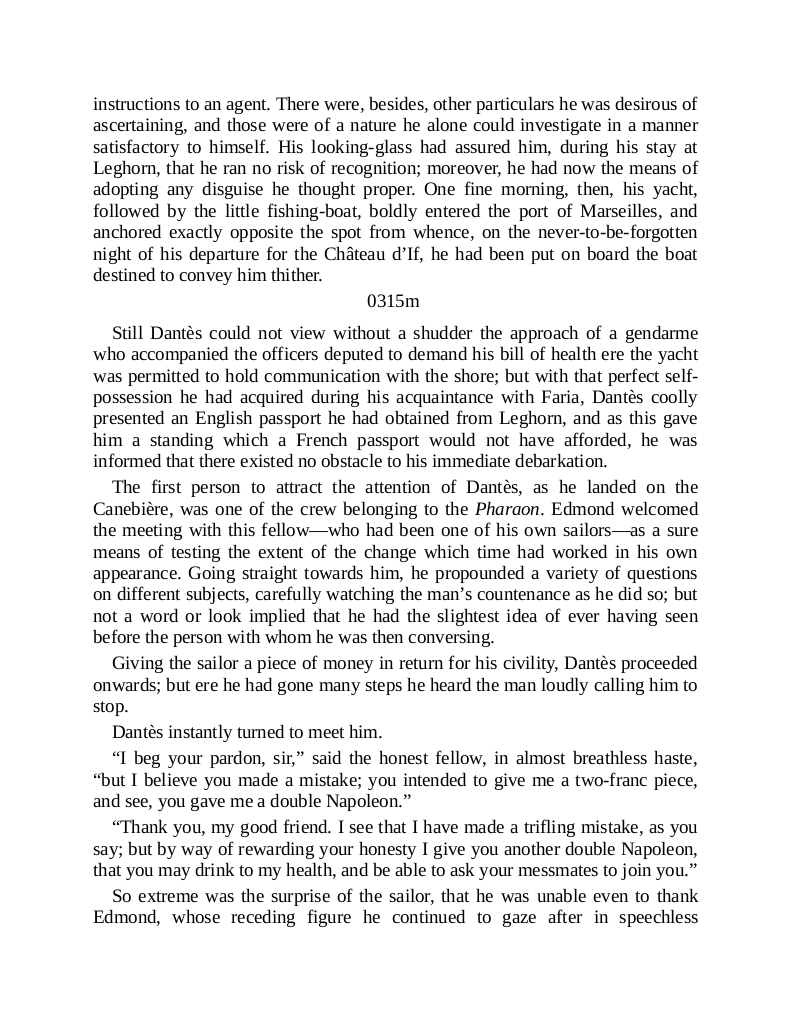 instructions to an agent. There were, besides, other particulars he was desirous of
ascertaining, and those were of a nature he alone could investigate in a manner
satisfactory to himself. His looking-glass had assured him, during his stay at
Leghorn, that he ran no risk of recognition; moreover, he had now the means of
adopting any disguise he thought proper. One fine morning, then, his yacht,
followed by the little fishing-boat, boldly entered the port of Marseilles, and
anchored exactly opposite the spot from whence, on the never-to-be-forgotten
night of his departure for the Château d’If, he had been put on board the boat
destined to convey him thither.
0315m
Still Dantès could not view without a shudder the approach of a gendarme
who accompanied the officers deputed to demand his bill of health ere the yacht
was permitted to hold communication with the shore; but with that perfect self-
possession he had acquired during his acquaintance with Faria, Dantès coolly
presented an English passport he had obtained from Leghorn, and as this gave
him a standing which a French passport would not have afforded, he was
informed that there existed no obstacle to his immediate debarkation.
The first person to attract the attention of Dantès, as he landed on the
Canebière, was one of the crew belonging to the Pharaon. Edmond welcomed
the meeting with this fellow—who had been one of his own sailors—as a sure
means of testing the extent of the change which time had worked in his own
appearance. Going straight towards him, he propounded a variety of questions
on different subjects, carefully watching the man’s countenance as he did so; but
not a word or look implied that he had the slightest idea of ever having seen
before the person with whom he was then conversing.
Giving the sailor a piece of money in return for his civility, Dantès proceeded
onwards; but ere he had gone many steps he heard the man loudly calling him to
stop.
Dantès instantly turned to meet him.
“I beg your pardon, sir,” said the honest fellow, in almost breathless haste,
“but I believe you made a mistake; you intended to give me a two-franc piece,
and see, you gave me a double Napoleon.”
“Thank you, my good friend. I see that I have made a trifling mistake, as you
say; but by way of rewarding your honesty I give you another double Napoleon,
that you may drink to my health, and be able to ask your messmates to join you.”
So extreme was the surprise of the sailor, that he was unable even to thank
Edmond, whose receding figure he continued to gaze after in speechless